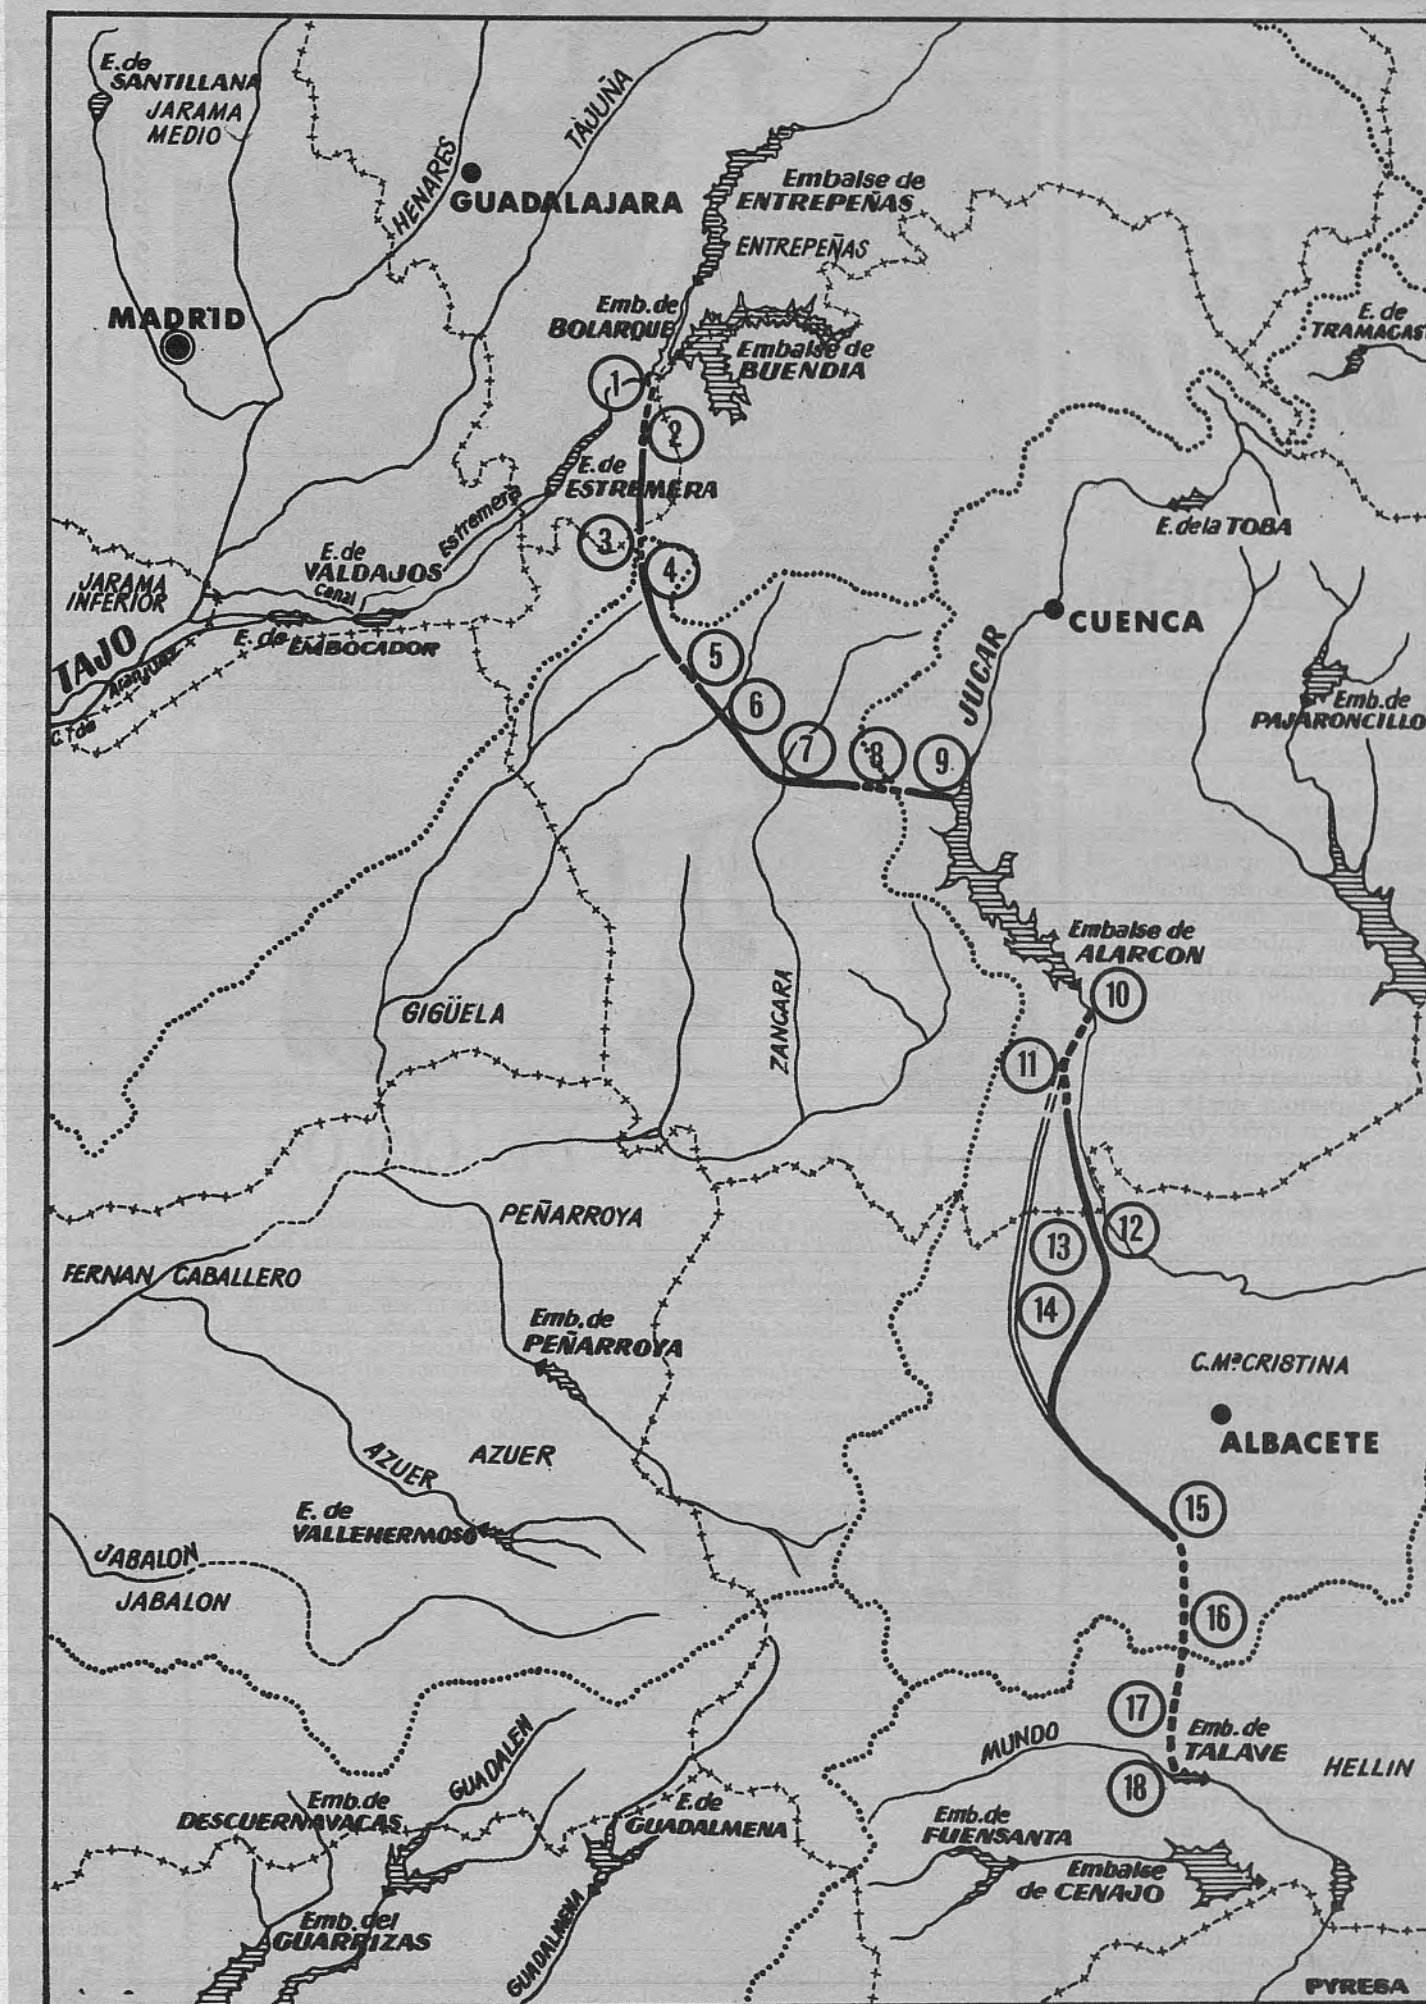 E. de
SANTILLANA
JARAMA
MEDIO
HENARES
TAJUÑA
GUADALAJARA
Embalse de
ENTREPEÑAS
ENTREPEÑAS
MADRID
Emb. de
BOLARQUE
Embalse de
BUENDIA
E. de
TRAMACAS
1
2
E. de
ESTREMERA
Estremera
3
4
E. de la TOBA
E. de
VALDAJOS
Canal
JARAMA
INFERIOR
E. de
EMBOCADOR
TAJO
Aranjuez
C. de
CUENCA
JUCAR
5
6
7
8
9
Emb. de
PAJARONCILLO
Embalse de
ALARCON
10
GIGÜELA
ZANCARA
11
PEÑARROYA
12
13
14
FERNAN CABALLERO
Emb. de
PEÑARROYA
C. Mª CRISTINA
ALBACETE
AZUER
AZUER
15
E. de
VALLEHERMOSO
JABALON
JABALON
16
17
Emb. de
TALAVE
MUNDO
HELLIN
18
GUADALEN
Emb. de
DESCUERNAVACAS
E. de
GUADALMENA
Emb. de
FUENSANTA
Embalse
de CENAJO
GUADALMENA
Emb. del
GUARRIZAS
PYRESA